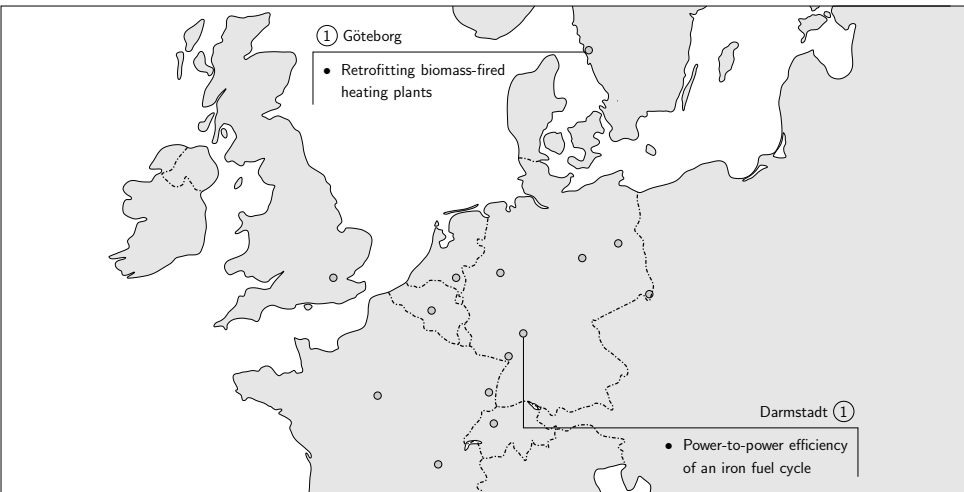 ① Göteborg
• Retrofitting biomass-fired
heating plants
Darmstadt ①
• Power-to-power efficiency
of an iron fuel cycle